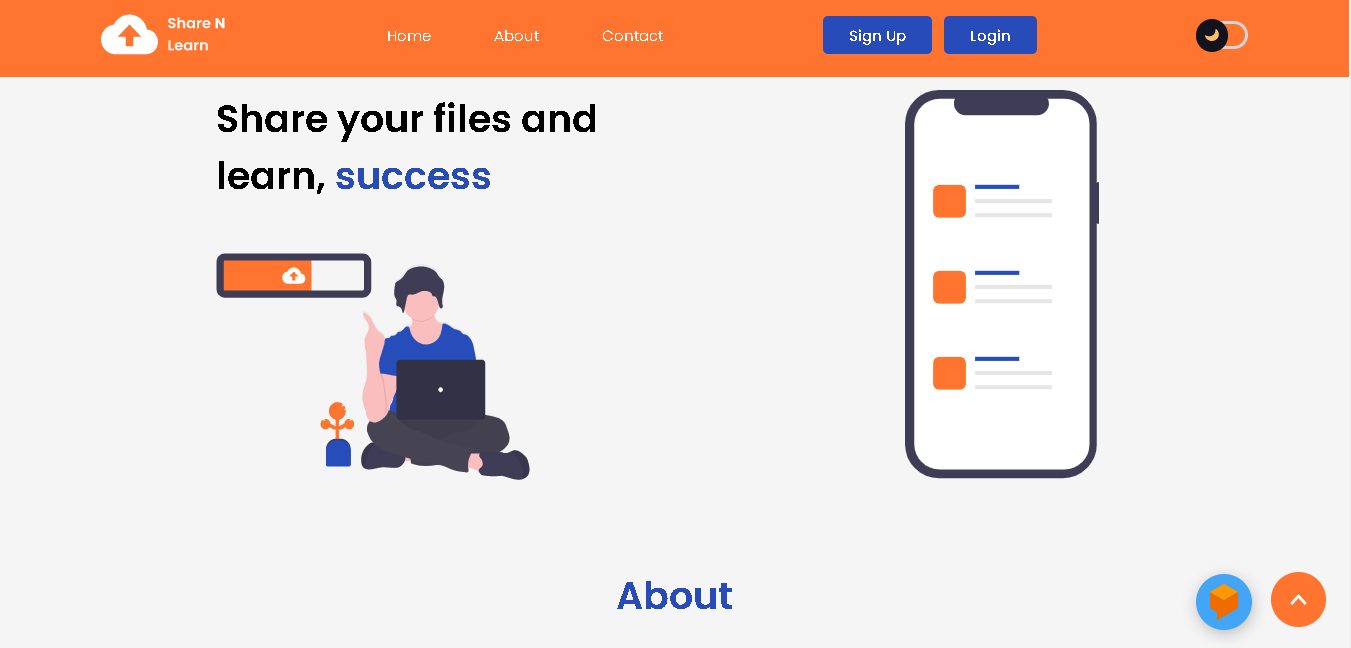 Share N
Learn
Home
About
Contact
Sign Up
Login
Share your files and
learn, success
About